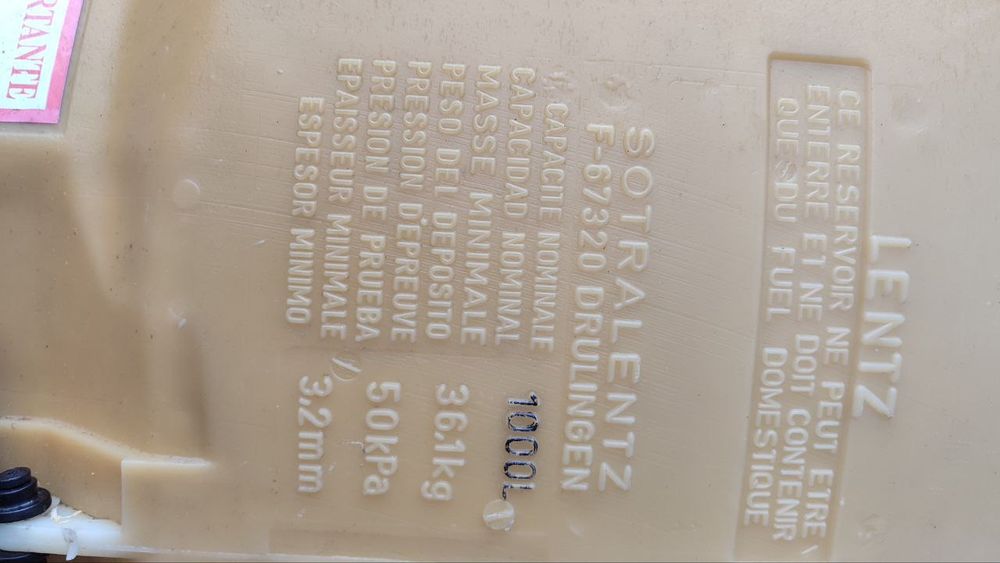 LENTZ
CE RESERVOIR NE PEUT ETRE
ENTERRE ET NE DOIT CONTENIR
QUE DU FUEL DOMESTIQUE
SOTRALENTZ
F-67320 DRULINGEN
CAPACITE NOMINALE
CAPACIDAD NOMINAL 1000L
MASSE MINIMALE
PESO DEL DEPOSITO 36.1kg
PRESSION D'EPREUVE
PRESION DE PRUEBA 50kPa
EPAISSEUR MINIMALE
ESPESOR MINIMO 3.2mm
RTANTE